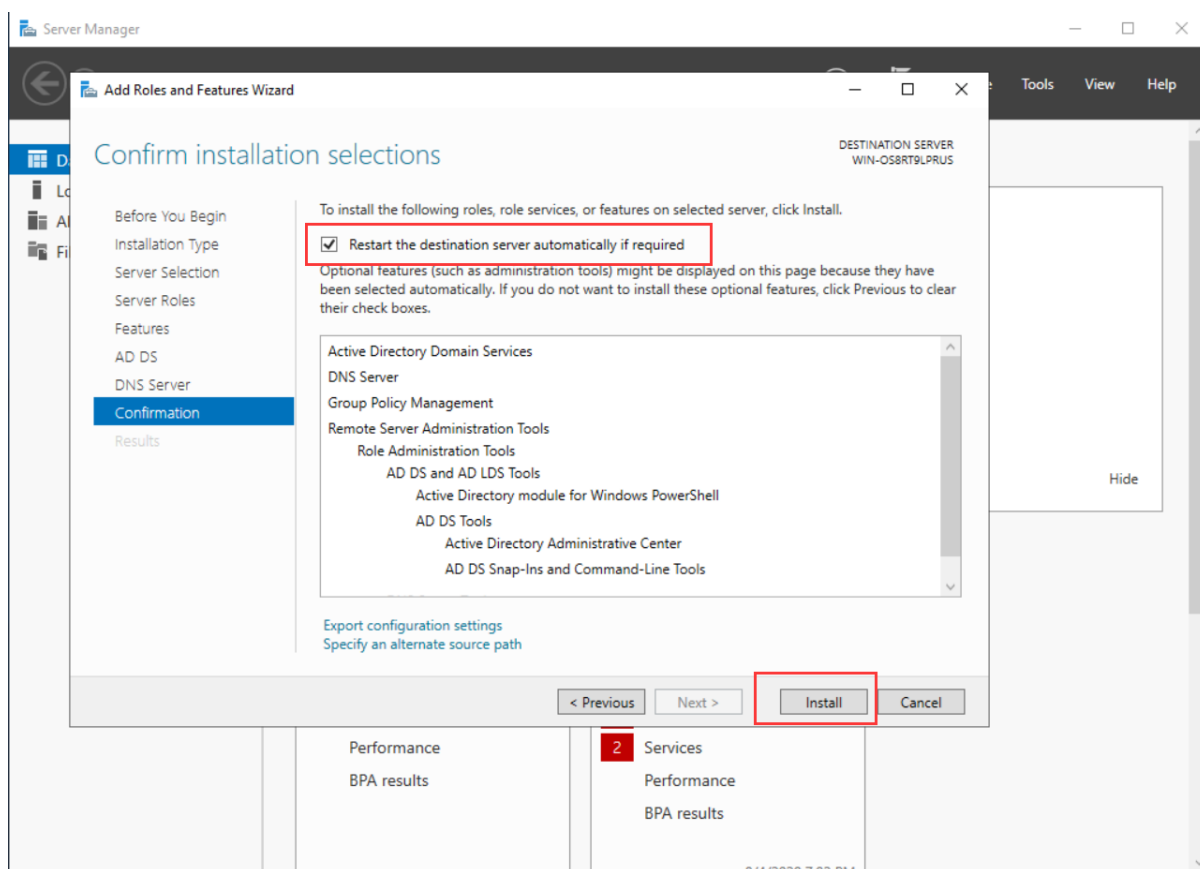 Server Manager
Tools View Help
Add Roles and Features Wizard
Confirm installation selections
DESTINATION SERVER
WIN-OS8RT9LPRUS
Before You Begin
Installation Type
Server Selection
Server Roles
Features
AD DS
DNS Server
Confirmation
Results
To install the following roles, role services, or features on selected server, click Install.
Restart the destination server automatically if required
Optional features (such as administration tools) might be displayed on this page because they have
been selected automatically. If you do not want to install these optional features, click Previous to clear
their check boxes.
Active Directory Domain Services
DNS Server
Group Policy Management
Remote Server Administration Tools
Role Administration Tools
AD DS and AD LDS Tools
Active Directory module for Windows PowerShell
AD DS Tools
Active Directory Administrative Center
AD DS Snap-Ins and Command-Line Tools
Export configuration settings
Specify an alternate source path
< Previous Next > Install Cancel
Hide
Performance
BPA results
2 Services
Performance
BPA results